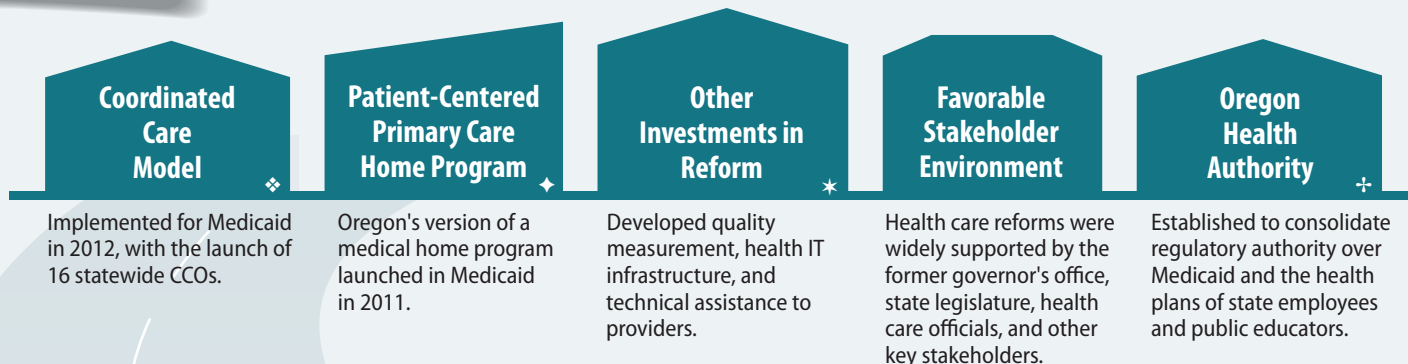 Coordinated
Care
Model ❖
Implemented for Medicaid
in 2012, with the launch of
16 statewide CCOs.
Patient-Centered
Primary Care
Home Program ✦
Oregon's version of a
medical home program
launched in Medicaid
in 2011.
Other
Investments in
Reform ✶
Developed quality
measurement, health IT
infrastructure, and
technical assistance to
providers.
Favorable
Stakeholder
Environment
Health care reforms were
widely supported by the
former governor's office,
state legislature, health
care officials, and other
key stakeholders.
Oregon
Health
Authority ✢
Established to consolidate
regulatory authority over
Medicaid and the health
plans of state employees
and public educators.